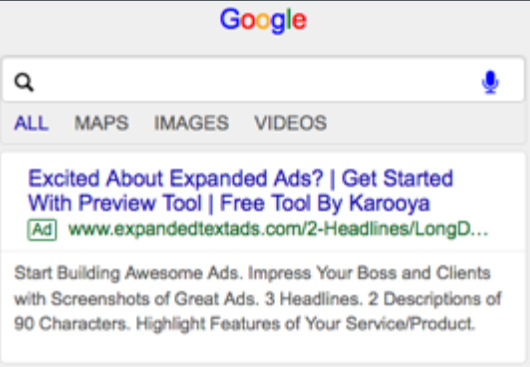 Google
ALL MAPS IMAGES VIDEOS
Excited About Expanded Ads? | Get Started
With Preview Tool | Free Tool By Karooya
Ad www.expandedtextads.com/2-Headlines/LongD...
Start Building Awesome Ads. Impress Your Boss and Clients
with Screenshots of Great Ads. 3 Headlines. 2 Descriptions of
90 Characters. Highlight Features of Your Service/Product.